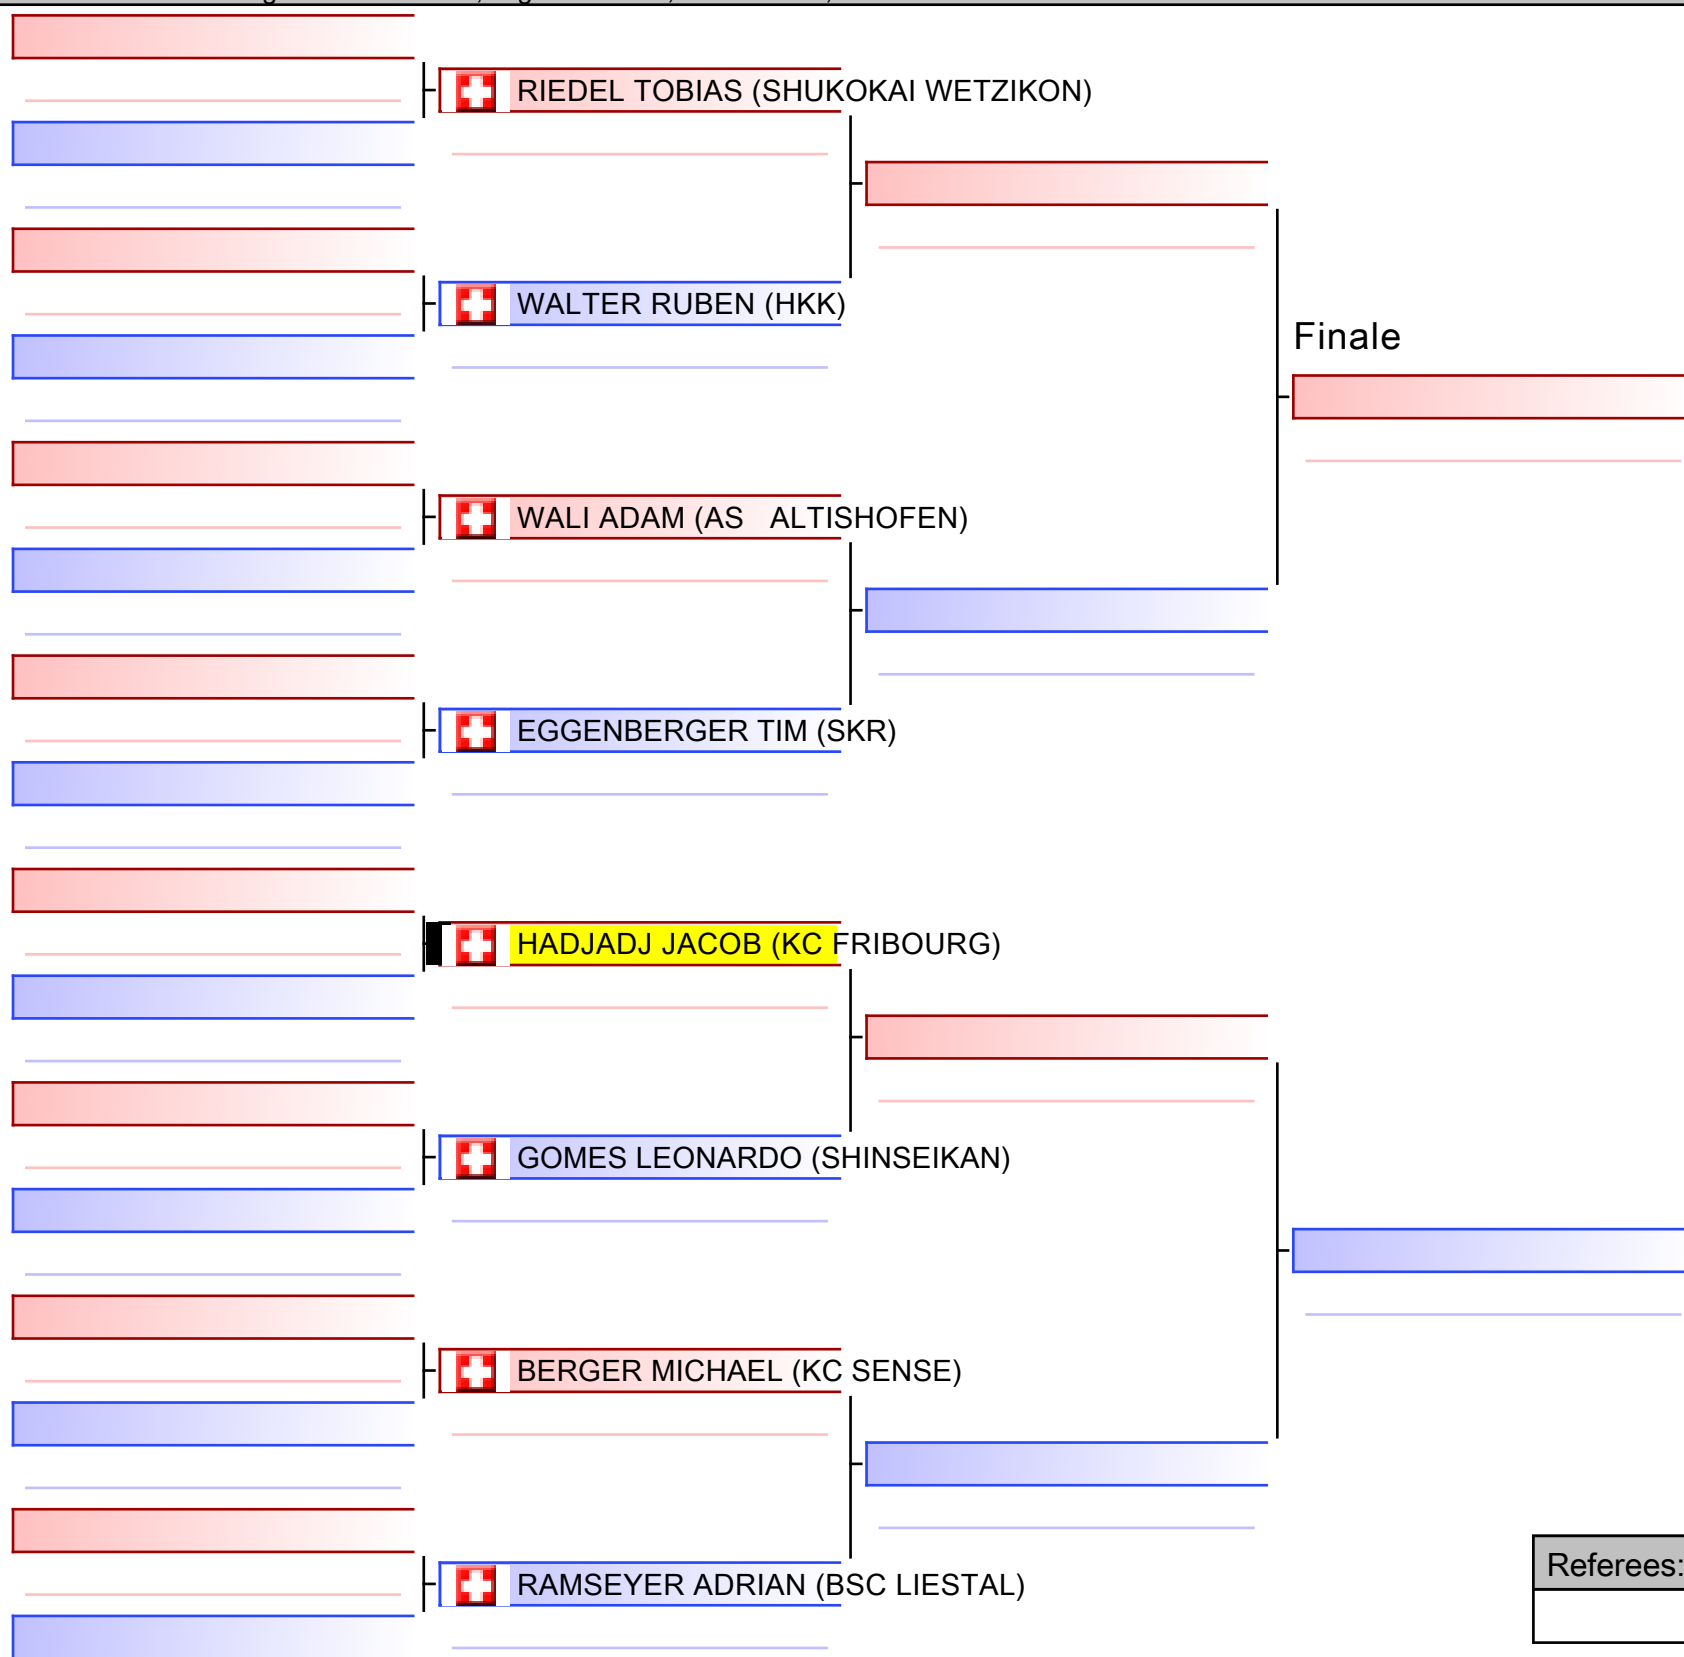 RIEDEL TOBIAS (SHUKOKAI WETZIKON)
WALTER RUBEN (HKK)
Finale
WALI ADAM (AS   ALTISHOFEN)
EGGENBERGER TIM (SKR)
HADJADJ JACOB (KC FRIBOURG)
GOMES LEONARDO (SHINSEIKAN)
BERGER MICHAEL (KC SENSE)
RAMSEYER ADRIAN (BSC LIESTAL)
Referees: